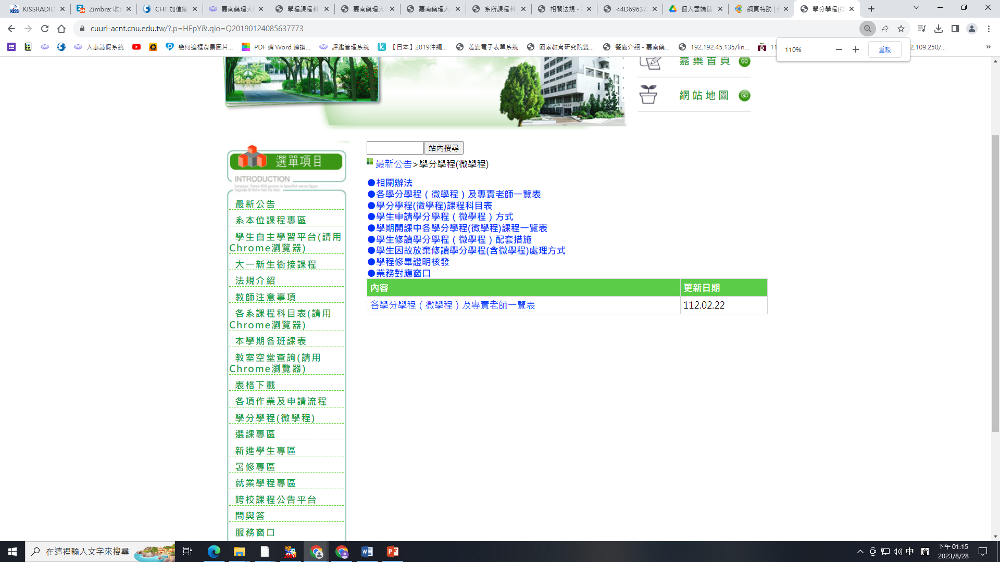 KISSRADIO
Zimbra: 收
CHT 加值
嘉南藥理大
學程課程科
嘉南藥理大
嘉南藥理大
系所課程科
相關法規 -
<4D69637
個人雲端
網頁特助 |
學分學程(
cuuri-acnt.cnu.edu.tw/?.p=HEpY&.qio=Q20190124085637773
人事請假系統
幾何邊框背景圖片...
PDF 轉 Word 轉換...
評鑑管理系統
【日本】2019沖繩...
差勤電子表單系統
國家教育研究院雙...
餐廳介紹 - 嘉南藥...
192.192.45.135/lin...
2.109.250/...
»
110%
重設
嘉藥首頁
GO
網站地圖
GO
選單項目
INTRODUCTION
最新公告
系本位課程專區
學生自主學習平台(請用
Chrome瀏覽器)
大一新生銜接課程
法規介紹
教師注意事項
各系課程科目表(請用
Chrome瀏覽器)
本學期各班課表
教室空堂查詢(請用
Chrome瀏覽器)
表格下載
各項作業及申請流程
學分學程(微學程)
選課專區
新進學生專區
暑修專區
就業學程專區
跨校課程公告平台
問與答
服務窗口
站內搜尋
最新公告>學分學程(微學程)
●相關辦法
●各學分學程（微學程）及專責老師一覽表
●學分學程(微學程)課程科目表
●學生申請學分學程（微學程）方式
●學期開課中各學分學程(微學程)課程一覽表
●學生修讀學分學程（微學程）配套措施
●學生因故放棄修讀學分學程(含微學程)處理方式
●學程修畢證明核發
●業務對應窗口
內容 更新日期
各學分學程（微學程）及專責老師一覽表 112.02.22
在這裡輸入文字來搜尋
中
下午 01:15
2023/8/28